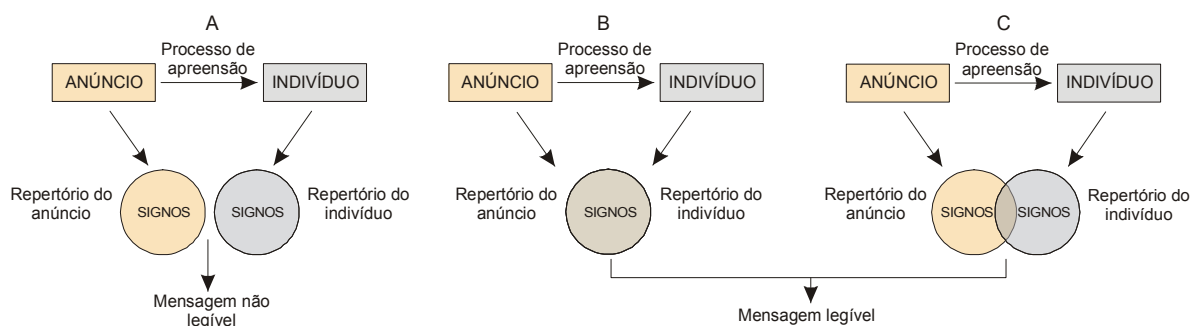 A
Processo de
apreensão
ANÚNCIO
INDIVÍDUO
Repertório do
anúncio
SIGNOS
SIGNOS
Repertório do
indivíduo
Mensagem não
legível
B
Processo de
apreensão
ANÚNCIO
INDIVÍDUO
Repertório do
anúncio
SIGNOS
Repertório do
indivíduo
C
Processo de
apreensão
ANÚNCIO
INDIVÍDUO
Repertório do
anúncio
SIGNOS
SIGNOS
Repertório do
indivíduo
Mensagem legível